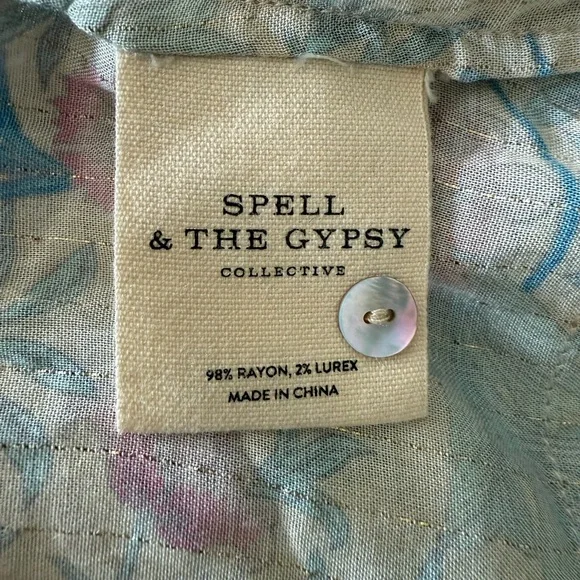 SPELL
& THE GYPSY
COLLECTIVE
98% RAYON, 2% LUREX
MADE IN CHINA